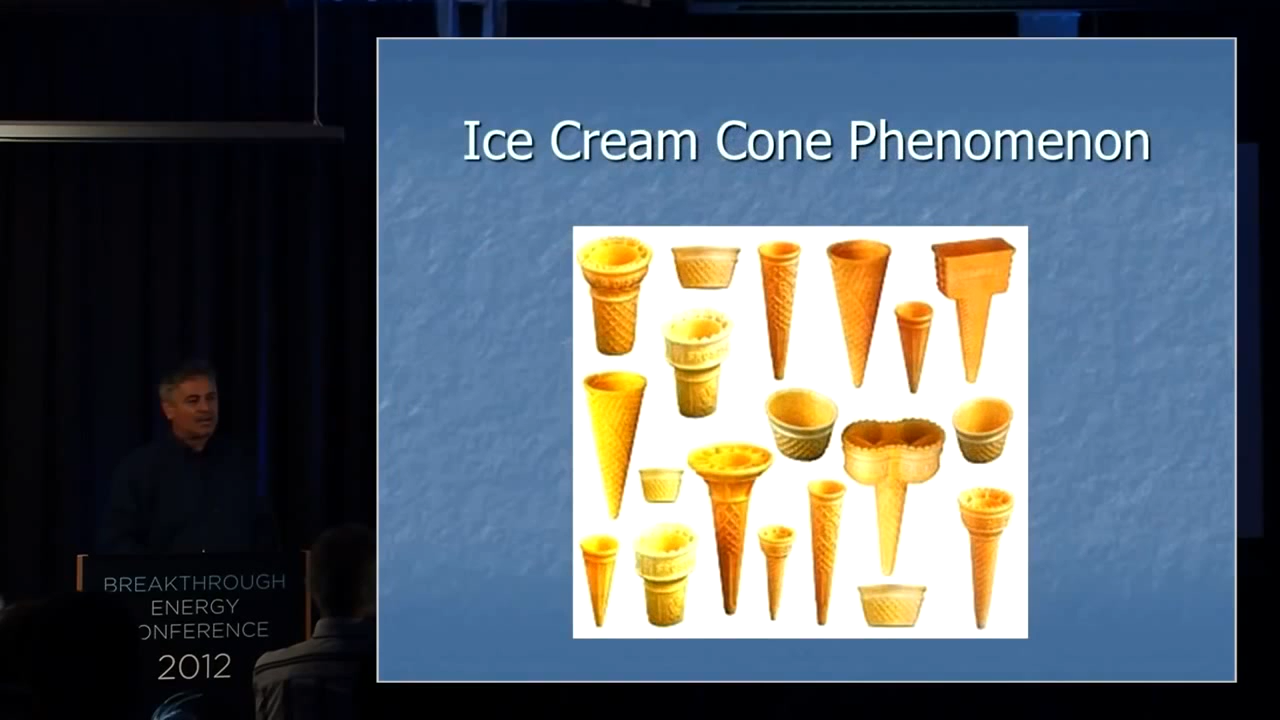 Ice Cream Cone Phenomenon
BREAKTHROUGH
ENERGY
ONFERENCE
2012